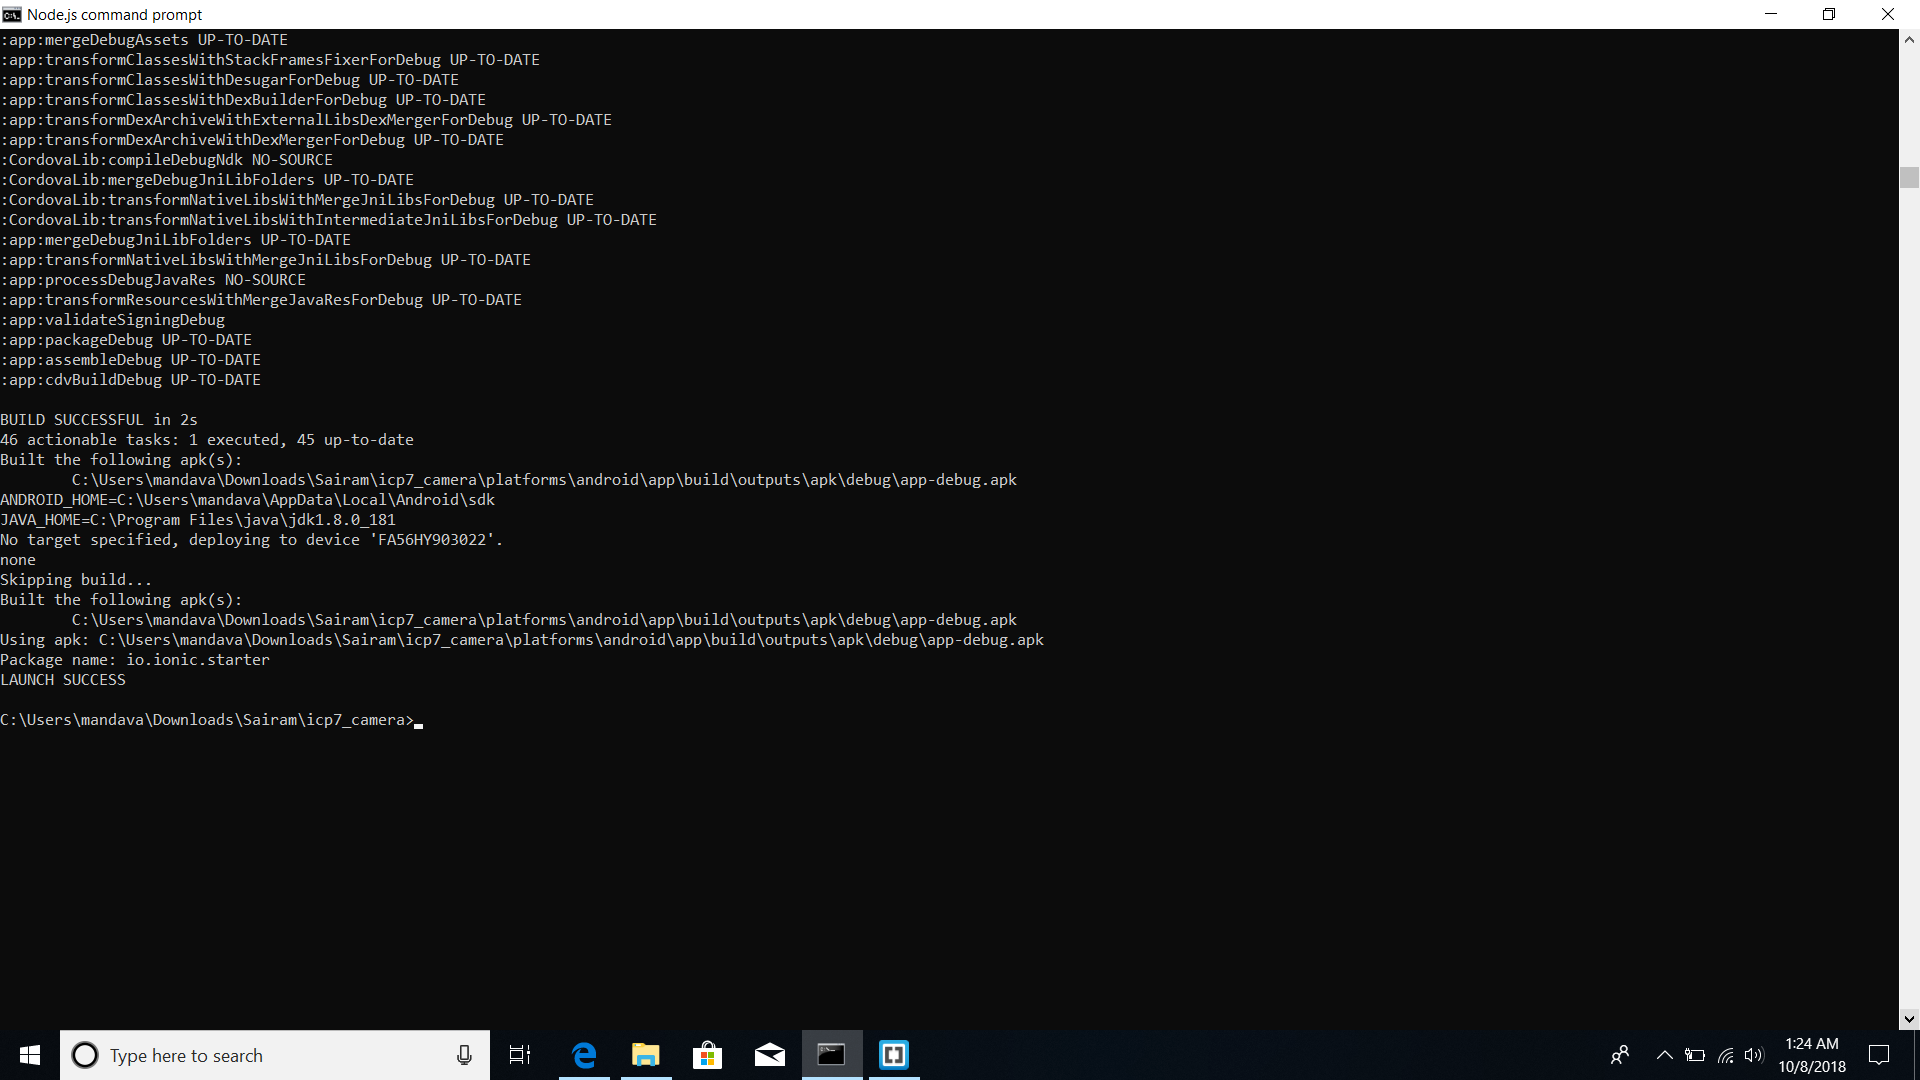 Node.js command prompt
:app:mergeDebugAssets UP-TO-DATE
:app:transformClassesWithStackFramesFixerForDebug UP-TO-DATE
:app:transformClassesWithDesugarForDebug UP-TO-DATE
:app:transformClassesWithDexBuilderForDebug UP-TO-DATE
:app:transformDexArchiveWithExternalLibsDexMergerForDebug UP-TO-DATE
:app:transformDexArchiveWithDexMergerForDebug UP-TO-DATE
:CordovaLib:compileDebugNdk NO-SOURCE
:CordovaLib:mergeDebugJniLibFolders UP-TO-DATE
:CordovaLib:transformNativeLibsWithMergeJniLibsForDebug UP-TO-DATE
:CordovaLib:transformNativeLibsWithIntermediateJniLibsForDebug UP-TO-DATE
:app:mergeDebugJniLibFolders UP-TO-DATE
:app:transformNativeLibsWithMergeJniLibsForDebug UP-TO-DATE
:app:processDebugJavaRes NO-SOURCE
:app:transformResourcesWithMergeJavaResForDebug UP-TO-DATE
:app:validateSigningDebug
:app:packageDebug UP-TO-DATE
:app:assembleDebug UP-TO-DATE
:app:cdvBuildDebug UP-TO-DATE
BUILD SUCCESSFUL in 2s
46 actionable tasks: 1 executed, 45 up-to-date
Built the following apk(s):
C:\Users\mandava\Downloads\Sairam\icp7_camera\platforms\android\app\build\outputs\apk\debug\app-debug.apk
ANDROID_HOME=C:\Users\mandava\AppData\Local\Android\sdk
JAVA_HOME=C:\Program Files\java\jdk1.8.0_181
No target specified, deploying to device 'FA56HY903022'.
none
Skipping build...
Built the following apk(s):
C:\Users\mandava\Downloads\Sairam\icp7_camera\platforms\android\app\build\outputs\apk\debug\app-debug.apk
Using apk: C:\Users\mandava\Downloads\Sairam\icp7_camera\platforms\android\app\build\outputs\apk\debug\app-debug.apk
Package name: io.ionic.starter
LAUNCH SUCCESS
C:\Users\mandava\Downloads\Sairam\icp7_camera>
Type here to search
1:24 AM
10/8/2018